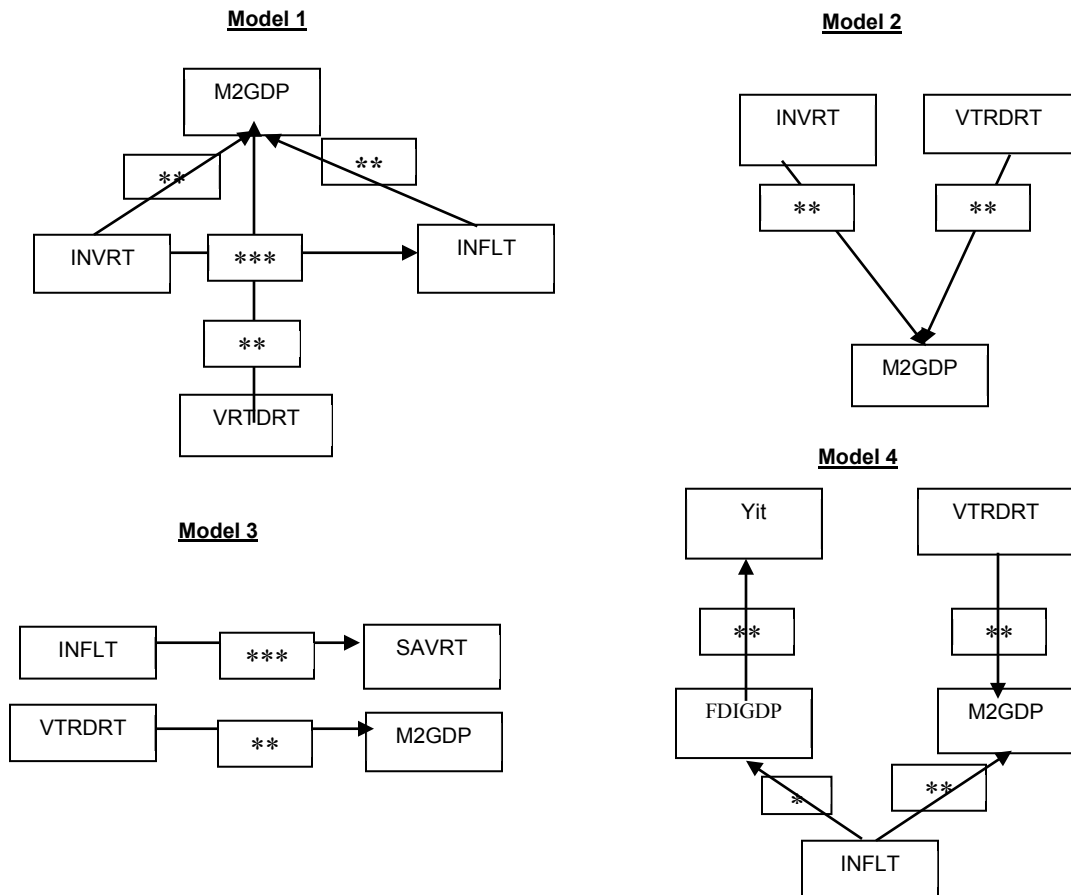 Model 1
M2GDP
**
**
INVRT
***
INFLT
**
VRTDRT
Model 2
INVRT
VTRDRT
**
**
M2GDP
Model 3
INFLT
***
SAVRT
VTRDRT
**
M2GDP
Model 4
Yit
VTRDRT
**
**
FDIGDP
M2GDP
*
**
INFLT